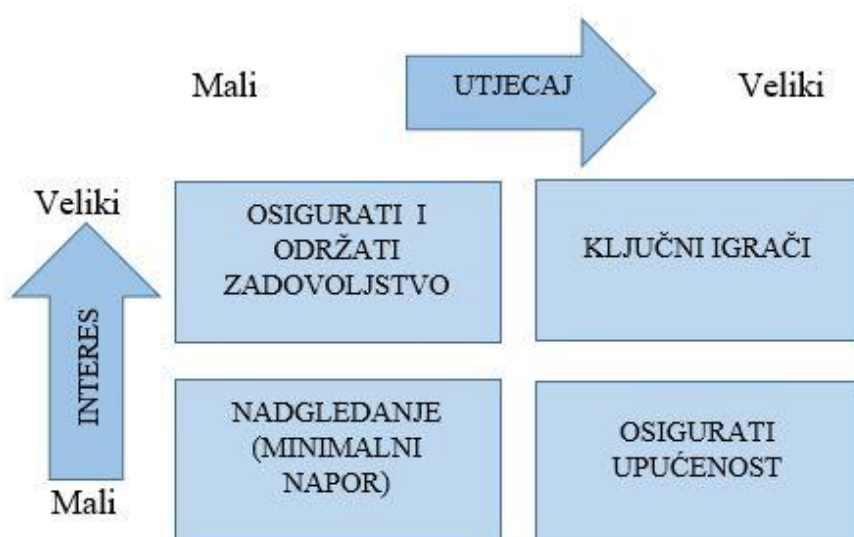 Mali
UTJECAJ
Veliki
Veliki
OSIGURATI I
ODRŽATI
ZADOVOLJSTVO
KLJUČNI IGRAČI
INTERES
NADGLEDANJE
(MINIMALNI
NAPOR)
OSIGURATI
UPUĆENOST
Mali